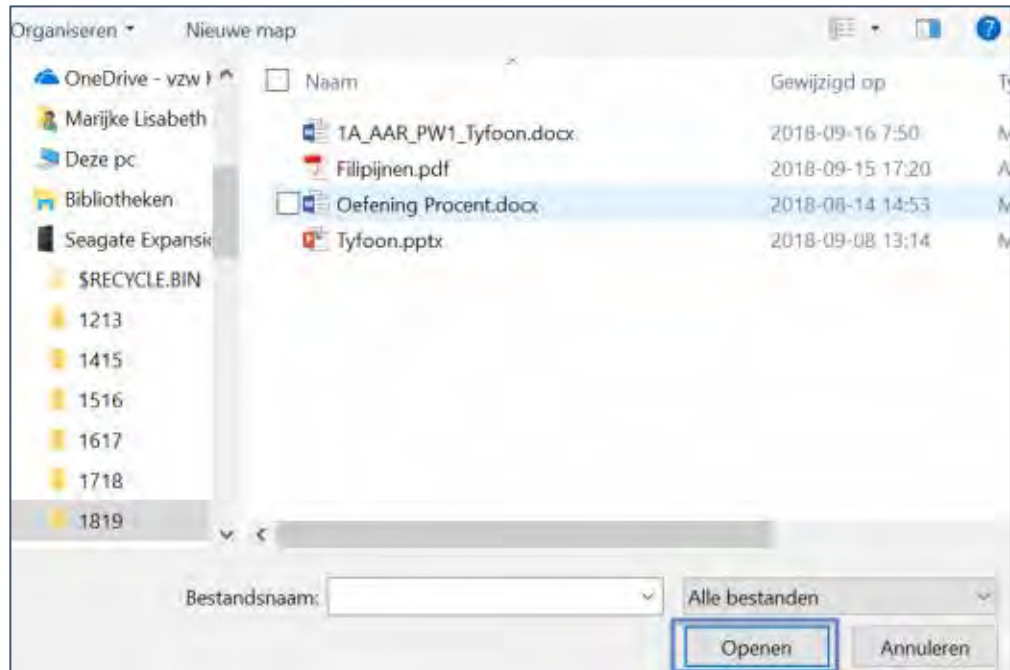 Organiseren Nieuwe map
OneDrive - vzw
Marijke Lisabeth
Deze pc
Bibliotheken
Seagate Expansi
$RECYCLE.BIN
1213
1415
1516
1617
1718
1819
Naam Gewijzigd op
1A_AAR_PW1_Tyfoon.docx 2018-09-16 7:50
Filipijnen.pdf 2018-09-15 17:20
Oefening Procent.docx 2018-08-14 14:53
Tyfoon.pptx 2018-09-08 13:14
Bestandsnaam: Alle bestanden
Openen Annuleren